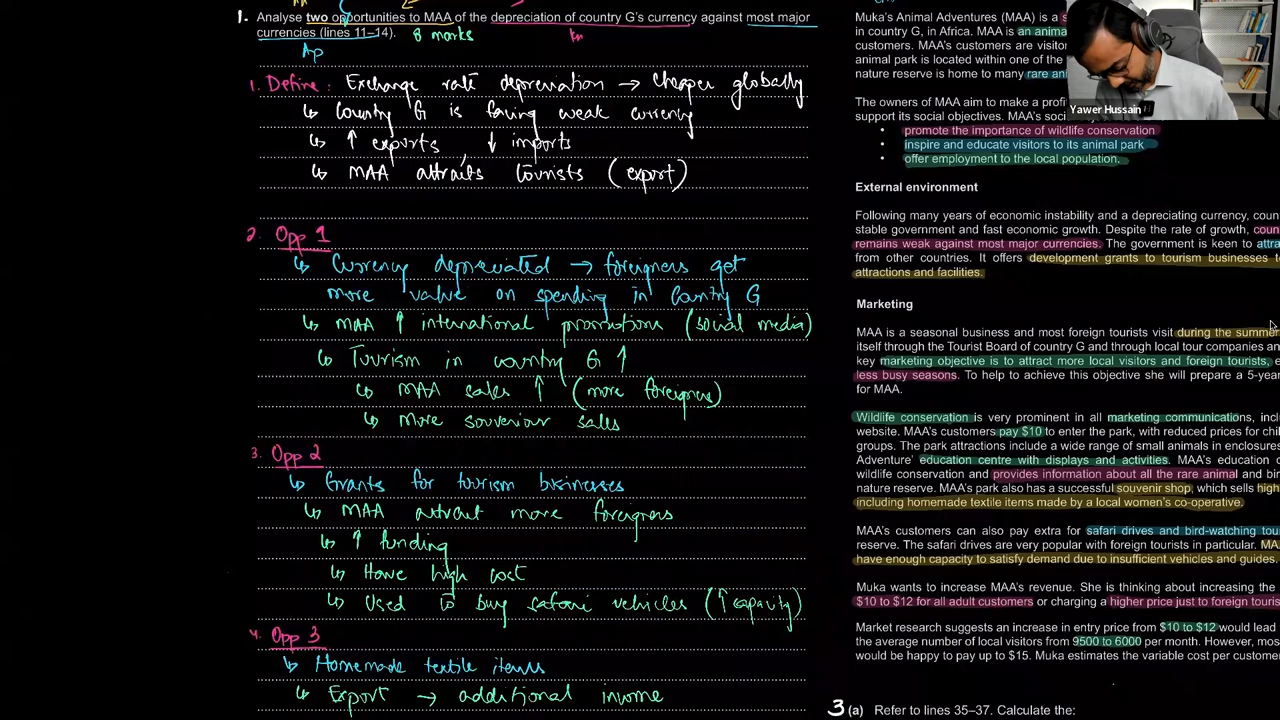 1. Analyse two opportunities to MAA of the depreciation of country G's currency against most major
currencies (lines 11–14). 8 marks
Ap
1. Define: Exchange rate depreciation → cheaper globally
↳ Country G is facing weak currency
↳ ↑ exports, ↓ imports
↳ MAA attracts tourists (export)
2. Opp 1
↳ Currency depreciated → foreigners get
more value on spending in Country G
↳ MAA ↑ international promotions (social media)
↳ Tourism in country G ↑
↳ MAA sales ↑ (more foreigners)
↳ More souveniour sales
3. Opp 2
↳ Grants for tourism businesses
↳ MAA attract more foreigners
↳ ↑ funding
↳ Have high cost
↳ Used to buy safari vehicles (↑ capacity)
4. Opp 3
↳ Homemade textile items
↳ Export → additional income
Muka's Animal Adventures (MAA) is a
in country G, in Africa. MAA is an anima
customers. MAA's customers are visitor
animal park is located within one of the
nature reserve is home to many rare ani
Yawer Hussain
The owners of MAA aim to make a profi
support its social objectives. MAA's soci
• promote the importance of wildlife conservation
• inspire and educate visitors to its animal park
• offer employment to the local population.
External environment
Following many years of economic instability and a depreciating currency, coun
stable government and fast economic growth. Despite the rate of growth, coun
remains weak against most major currencies. The government is keen to attra
from other countries. It offers development grants to tourism businesses to
attractions and facilities.
Marketing
MAA is a seasonal business and most foreign tourists visit during the summer
itself through the Tourist Board of country G and through local tour companies an
key marketing objective is to attract more local visitors and foreign tourists, e
less busy seasons. To help to achieve this objective she will prepare a 5-year
for MAA.
Wildlife conservation is very prominent in all marketing communications, incl
website. MAA's customers pay $10 to enter the park, with reduced prices for chil
groups. The park attractions include a wide range of small animals in enclosures
Adventure' education centre with displays and activities. MAA's education c
wildlife conservation and provides information about all the rare animal and bir
nature reserve. MAA's park also has a successful souvenir shop, which sells high
including homemade textile items made by a local women's co-operative.
MAA's customers can also pay extra for safari drives and bird-watching tou
reserve. The safari drives are very popular with foreign tourists in particular. MA
have enough capacity to satisfy demand due to insufficient vehicles and guides.
Muka wants to increase MAA's revenue. She is thinking about increasing the
$10 to $12 for all adult customers or charging a higher price just to foreign touris
Market research suggests an increase in entry price from $10 to $12 would lead
the average number of local visitors from 9500 to 6000 per month. However, mos
would be happy to pay up to $15. Muka estimates the variable cost per custome
3 (a) Refer to lines 35–37. Calculate the: